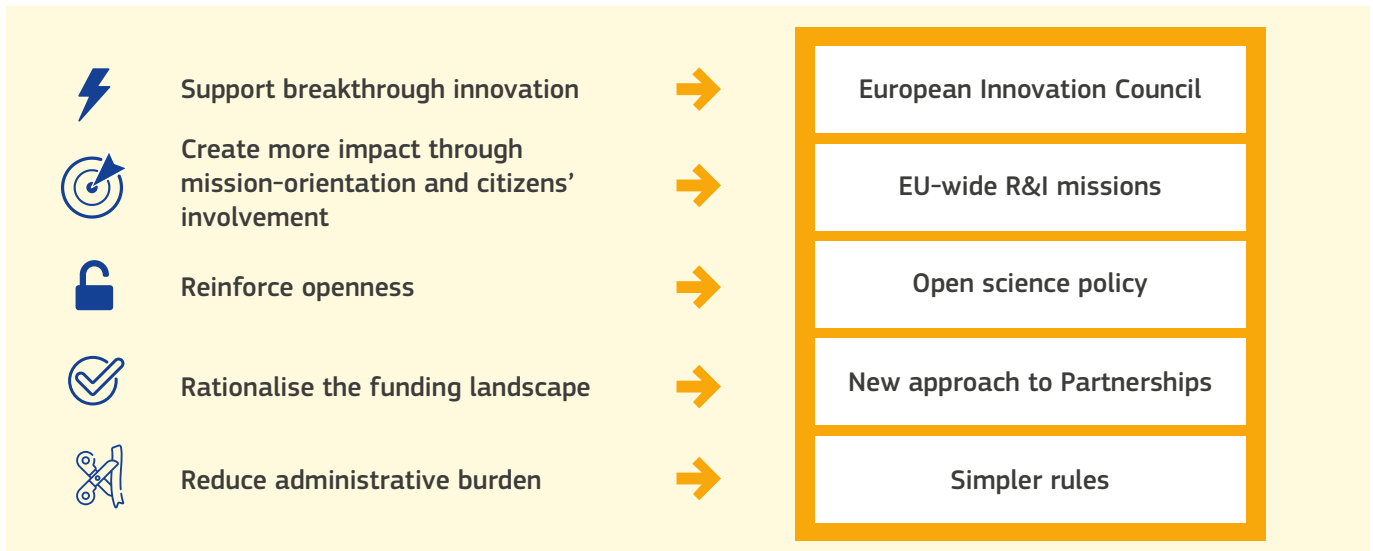 Support breakthrough innovation
European Innovation Council
Create more impact through
mission-orientation and citizens’
involvement
EU-wide R&I missions
Reinforce openness
Open science policy
Rationalise the funding landscape
New approach to Partnerships
Reduce administrative burden
Simpler rules